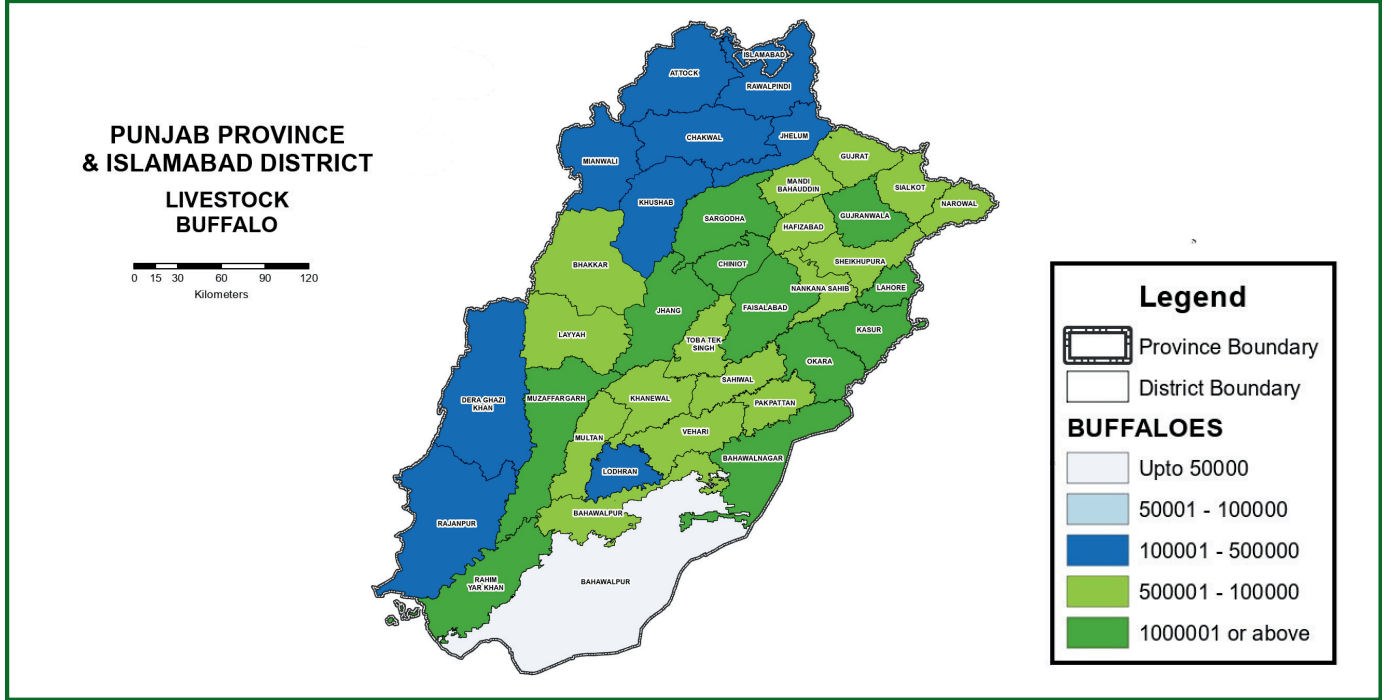 PUNJAB PROVINCE
& ISLAMABAD DISTRICT
LIVESTOCK
BUFFALO
0 15 30 60 90 120
Kilometers
ISLAMABAD
ATTOCK
RAWALPINDI
CHAKWAL
JHELUM
MIANWALI
GUJRAT
MANDI
BAHAUDDIN
SIALKOT
KHUSHAB
NAROWAL
SARGODHA
GUJRANWALA
HAFIZABAD
BHAKKAR
CHINIOT
SHEIKHUPURA
NANKANA SAHIB
LAHORE
JHANG
FAISALABAD
KASUR
LAYYAH
TOBA TEK
SINGH
OKARA
SAHIWAL
DERA GHAZI
KHAN
MUZAFFARGARH
KHANEWAL
PAKPATTAN
MULTAN
VEHARI
BAHAWALNAGAR
LODHRAN
RAJANPUR
BAHAWALPUR
RAHIM
YAR KHAN
BAHAWALPUR
Legend
Province Boundary
District Boundary
BUFFALOES
Upto 50000
50001 - 100000
100001 - 500000
500001 - 100000
1000001 or above